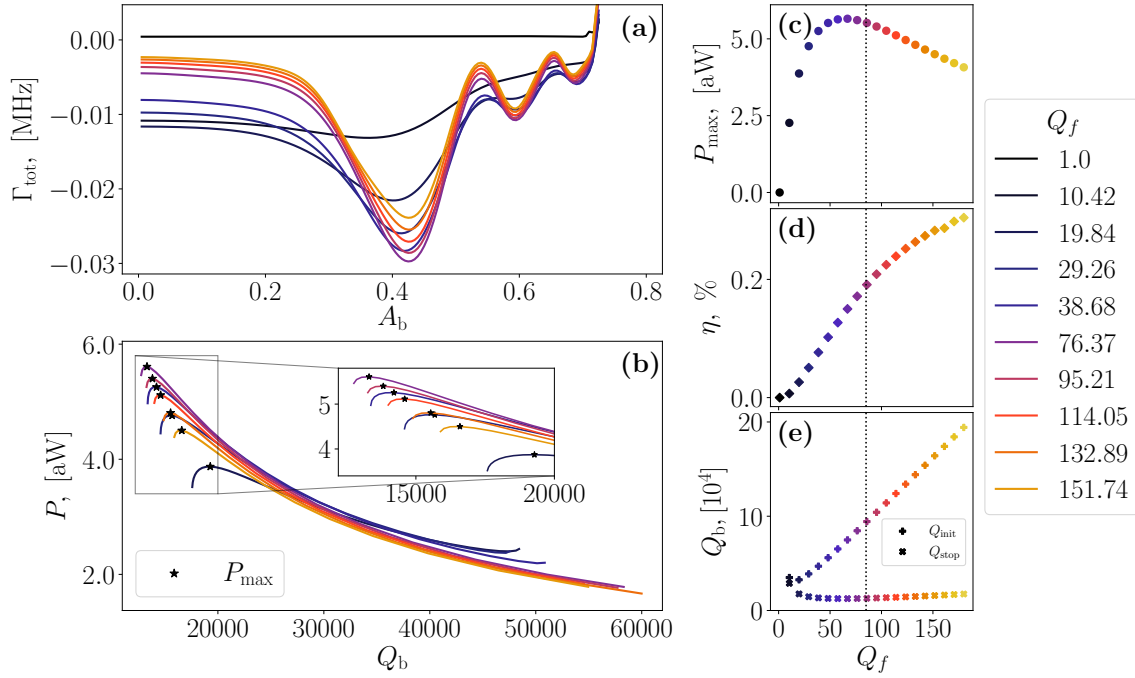 (a)
0.00
−0.01
−0.02
−0.03
Γtot, [MHz]
0.0 0.2 0.4 0.6 0.8
Ab
(b)
6.0
4.0
2.0
P, [aW]
5
4
15000 20000
Pmax
20000 30000 40000 50000 60000
Qb
(c)
5.0
2.5
0.0
Pmax, [aW]
(d)
0.2
0.0
η, %
(e)
20
10
0
Qb, [10⁴]
Qinit
Qstop
0 50 100 150
Qf
Qf
1.0
10.42
19.84
29.26
38.68
76.37
95.21
114.05
132.89
151.74